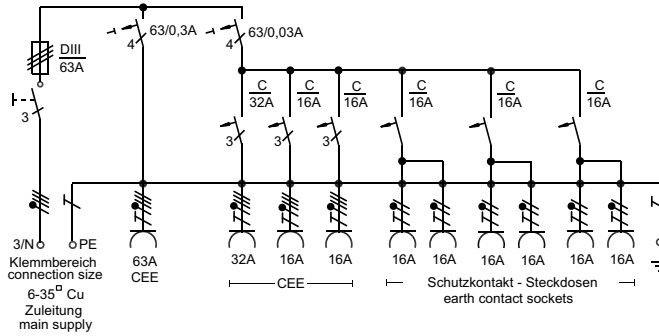 DIII
63A
63/0,3A
4
63/0,03A
4
3
C
32A
C
16A
C
16A
C
16A
C
16A
C
16A
3
3
3
3/N
PE
63A
CEE
32A
16A
16A
16A
16A
16A
16A
16A
16A
CEE
Klemmbereich
connection size
6-35□ Cu
Zuleitung
main supply
Schutzkontakt - Steckdosen
earth contact sockets